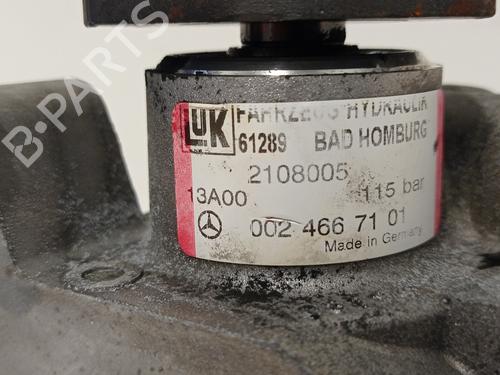 B-PARTS
LUK FAHRZEUG HYDRAULIK
61289 BAD HOMBURG
2108005
13A00 115 bar
002 466 71 01
Made in Germany